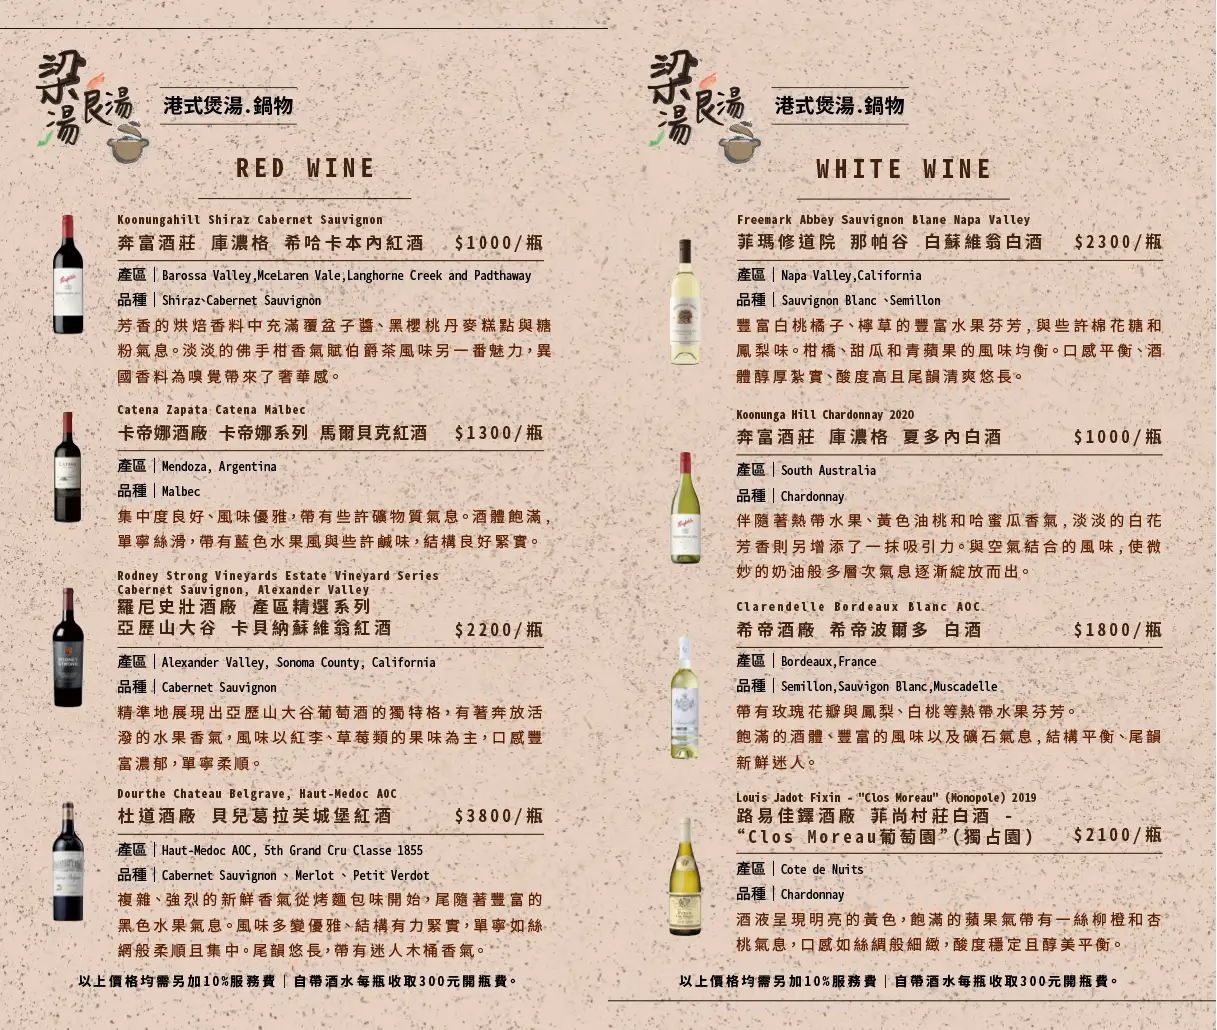 梁
良湯
湯
港式煲湯.鍋物
RED WINE
Koonungahill Shiraz Cabernet Sauvignon
奔富酒莊 庫濃格 希哈卡本內紅酒 $1000/瓶
產區｜Barossa Valley,MceLaren Vale,Langhorne Creek and Padthaway
品種｜Shiraz、Cabernet Sauvignon
芳香的烘焙香料中充滿覆盆子醬、黑櫻桃丹麥糕點與糖
粉氣息。淡淡的佛手柑香氣賦伯爵茶風味另一番魅力，異
國香料為嗅覺帶來了奢華感。
Catena Zapata Catena Malbec
卡帝娜酒廠 卡帝娜系列 馬爾貝克紅酒 $1300/瓶
產區｜Mendoza, Argentina
品種｜Malbec
集中度良好、風味優雅，帶有些許礦物質氣息。酒體飽滿，
單寧絲滑，帶有藍色水果風與些許鹹味，結構良好緊實。
Rodney Strong Vineyards Estate Vineyard Series
Cabernet Sauvignon, Alexander Valley
羅尼史壯酒廠 產區精選系列
亞歷山大谷 卡貝納蘇維翁紅酒 $2200/瓶
產區｜Alexander Valley, Sonoma County, California
品種｜Cabernet Sauvignon
精準地展現出亞歷山大谷葡萄酒的獨特格，有著奔放活
潑的水果香氣，風味以紅李、草莓類的果味為主，口感豐
富濃郁，單寧柔順。
Dourthe Chateau Belgrave, Haut-Medoc AOC
杜道酒廠 貝兒葛拉芙城堡紅酒 $3800/瓶
產區｜Haut-Medoc AOC, 5th Grand Cru Classe 1855
品種｜Cabernet Sauvignon 、 Merlot 、 Petit Verdot
複雜、強烈的新鮮香氣從烤麵包味開始，尾隨著豐富的
黑色水果氣息。風味多變優雅、結構有力緊實，單寧如絲
網般柔順且集中。尾韻悠長，帶有迷人木桶香氣。
以上價格均需另加10%服務費｜自帶酒水每瓶收取300元開瓶費。
梁
良湯
湯
港式煲湯.鍋物
WHITE WINE
Freemark Abbey Sauvignon Blane Napa Valley
菲瑪修道院 那帕谷 白蘇維翁白酒 $2300/瓶
產區｜Napa Valley,California
品種｜Sauvignon Blanc 、Semillon
豐富白桃橘子、檸草的豐富水果芬芳,與些許棉花糖和
鳳梨味。柑橋、甜瓜和青蘋果的風味均衡。口感平衡、酒
體醇厚紮實、酸度高且尾韻清爽悠長。
Koonunga Hill Chardonnay 2020
奔富酒莊 庫濃格 夏多內白酒 $1000/瓶
產區｜South Australia
品種｜Chardonnay
伴隨著熱帶水果、黃色油桃和哈蜜瓜香氣,淡淡的白花
芳香則另增添了一抹吸引力。與空氣結合的風味,使微
妙的奶油般多層次氣息逐漸綻放而出。
Clarendelle Bordeaux Blanc AOC
希帝酒廠 希帝波爾多 白酒 $1800/瓶
產區｜Bordeaux,France
品種｜Semillon,Sauvigon Blanc,Muscadelle
帶有玫瑰花瓣與鳳梨、白桃等熱帶水果芬芳。
飽滿的酒體、豐富的風味以及礦石氣息,結構平衡、尾韻
新鮮迷人。
Louis Jadot Fixin - "Clos Moreau" (Monopole) 2019
路易佳鐸酒廠 菲尚村莊白酒 -
“Clos Moreau葡萄園”(獨占園) $2100/瓶
產區｜Cote de Nuits
品種｜Chardonnay
酒液呈現明亮的黃色，飽滿的蘋果氣帶有一絲柳橙和杏
桃氣息，口感如絲綢般細緻，酸度穩定且醇美平衡。
以上價格均需另加10%服務費｜自帶酒水每瓶收取300元開瓶費。